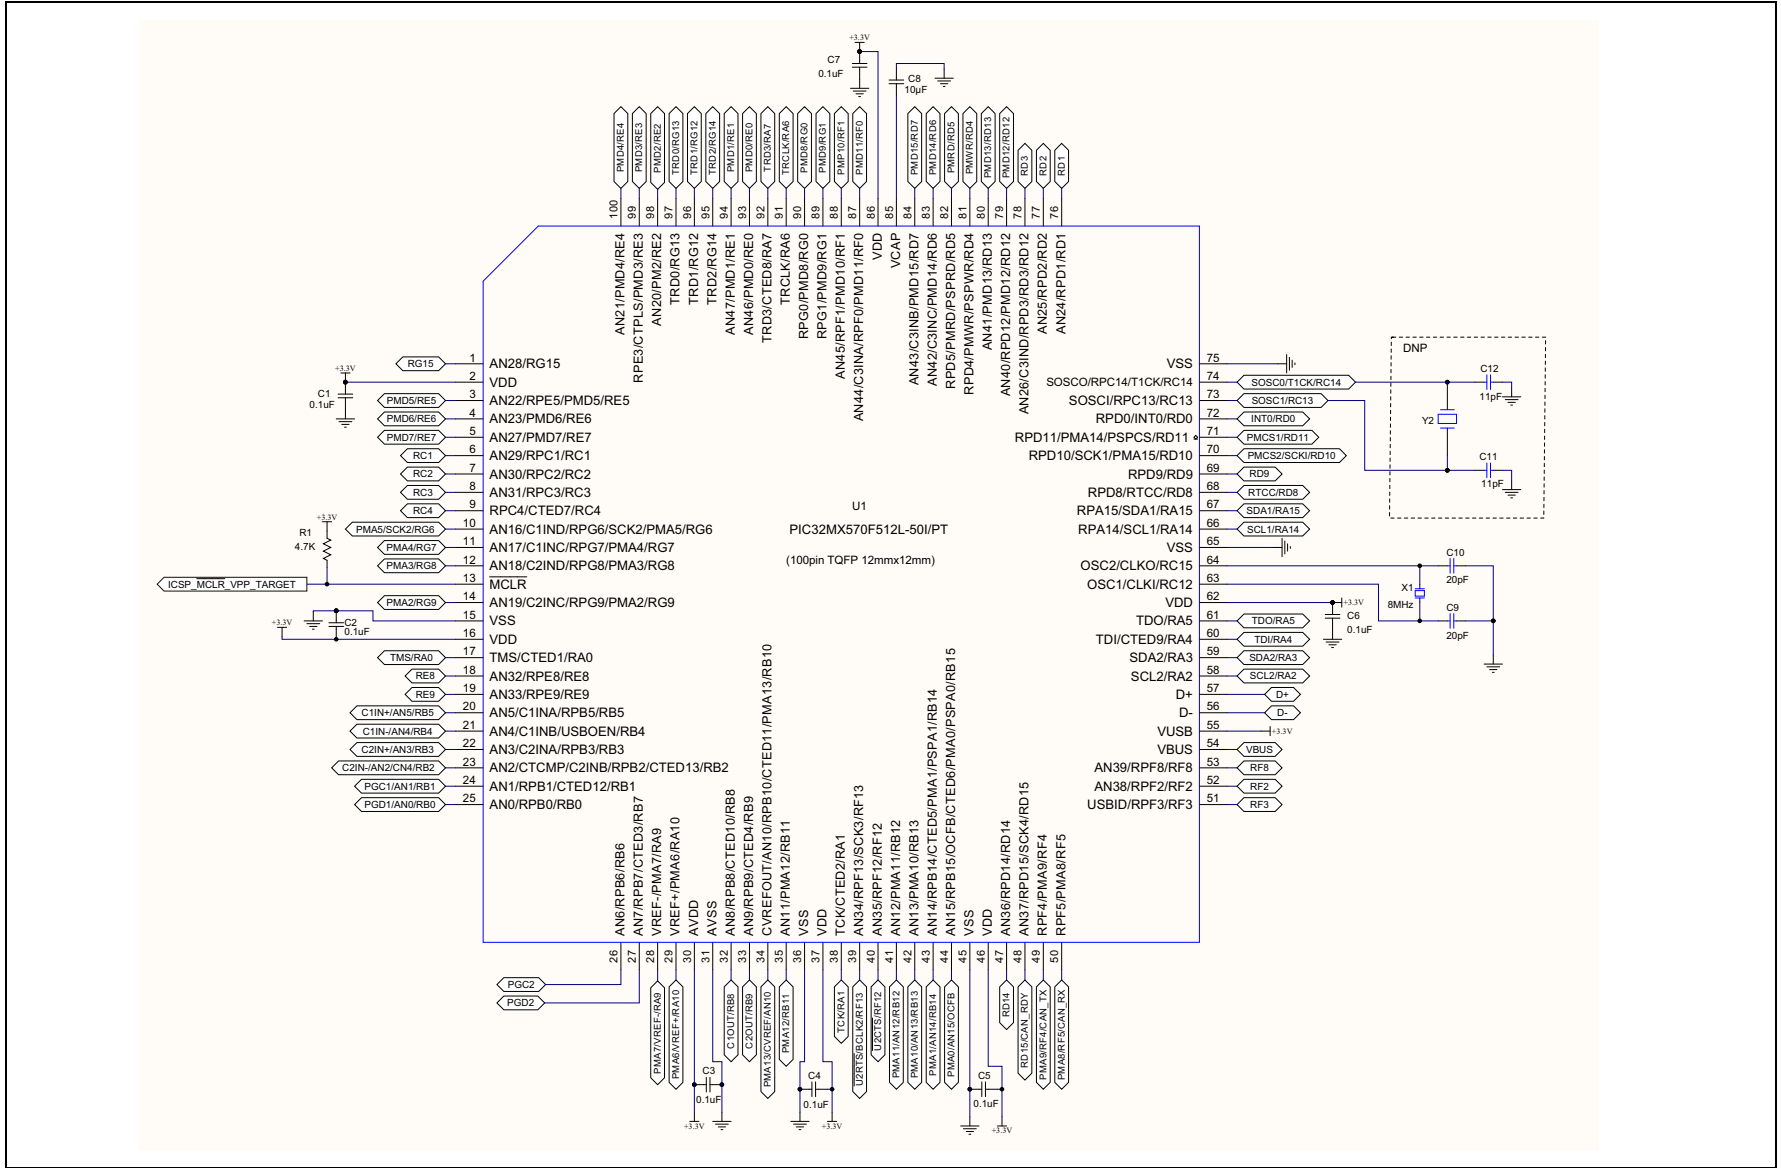 +3.3V
C7
0.1uF
C8
10µF
PMD4/RE4
PMD3/RE3
PMD2/RE2
TRD0/RG13
TRD1/RG12
TRD2/RG14
PMD1/RE1
PMD0/RE0
TRD3/RA7
TRCLK/RA6
PMD8/RG0
PMD9/RG1
PMP10/RF1
PMD11/RF0
PMD15/RD7
PMD14/RD6
PMRD/RD5
PMWR/RD4
PMD13/RD13
PMD12/RD12
RD3
RD2
RD1
100
99
98
97
96
95
94
93
92
91
90
89
88
87
86
85
84
83
82
81
80
79
78
77
76
AN21/PMD4/RE4
RPE3/CTPLS/PMD3/RE3
AN20/PM2/RE2
TRD0/RG13
TRD1/RG12
TRD2/RG14
AN47/PMD1/RE1
AN46/PMD0/RE0
TRD3/CTED8/RA7
TRCLK/RA6
RPG0/PMD8/RG0
RPG1/PMD9/RG1
AN45/RPF1/PMD10/RF1
AN44/C3INA/RPF0/PMD11/RF0
VDD
VCAP
AN43/C3INB/PMD15/RD7
AN42/C3INC/PMD14/RD6
RPD5/PMRD/PSPRD/RD5
RPD4/PMWR/PSPWR/RD4
AN41/PMD13/RD13
AN40/RPD12/PMD12/RD12
AN26/C3IND/RPD3/RD3/RD12
AN25/RPD2/RD2
AN24/RPD1/RD1
RG15 1 AN28/RG15
+3.3V
C1
0.1uF
2 VDD
PMD5/RE5 3 AN22/RPE5/PMD5/RE5
PMD6/RE6 4 AN23/PMD6/RE6
PMD7/RE7 5 AN27/PMD7/RE7
RC1 6 AN29/RPC1/RC1
RC2 7 AN30/RPC2/RC2
RC3 8 AN31/RPC3/RC3
RC4 9 RPC4/CTED7/RC4
PMA5/SCK2/RG6 10 AN16/C1IND/RPG6/SCK2/PMA5/RG6
PMA4/RG7 11 AN17/C1INC/RPG7/PMA4/RG7
PMA3/RG8 12 AN18/C2IND/RPG8/PMA3/RG8
+3.3V
R1
4.7K
ICSP_MCLR_VPP_TARGET 13 MCLR
PMA2/RG9 14 AN19/C2INC/RPG9/PMA2/RG9
15 VSS
+3.3V
C2
0.1uF
16 VDD
TMS/RA0 17 TMS/CTED1/RA0
RE8 18 AN32/RPE8/RE8
RE9 19 AN33/RPE9/RE9
C1IN+/AN5/RB5 20 AN5/C1INA/RPB5/RB5
C1IN-/AN4/RB4 21 AN4/C1INB/USBOEN/RB4
C2IN+/AN3/RB3 22 AN3/C2INA/RPB3/RB3
C2IN-/AN2/CN4/RB2 23 AN2/CTCMP/C2INB/RPB2/CTED13/RB2
PGC1/AN1/RB1 24 AN1/RPB1/CTED12/RB1
PGD1/AN0/RB0 25 AN0/RPB0/RB0
U1
PIC32MX570F512L-50I/PT
(100pin TQFP 12mmx12mm)
VSS 75
SOSCO/RPC14/T1CK/RC14 74 SOSC0/T1CK/RC14
SOSCI/RPC13/RC13 73 SOSC1/RC13
RPD0/INT0/RD0 72 INT0/RD0
RPD11/PMA14/PSPCS/RD11 71 PMCS1/RD11
RPD10/SCK1/PMA15/RD10 70 PMCS2/SCKI/RD10
RPD9/RD9 69 RD9
RPD8/RTCC/RD8 68 RTCC/RD8
RPA15/SDA1/RA15 67 SDA1/RA15
RPA14/SCL1/RA14 66 SCL1/RA14
VSS 65
OSC2/CLKO/RC15 64
OSC1/CLKI/RC12 63
VDD 62 +3.3V
C6
0.1uF
TDO/RA5 61 TDO/RA5
TDI/CTED9/RA4 60 TDI/RA4
SDA2/RA3 59 SDA2/RA3
SCL2/RA2 58 SCL2/RA2
D+ 57 D+
D- 56 D-
VUSB 55 +3.3V
VBUS 54 VBUS
AN39/RPF8/RF8 53 RF8
AN38/RPF2/RF2 52 RF2
USBID/RPF3/RF3 51 RF3
DNP
C12
11pF
Y2
C11
11pF
C10
20pF
X1
8MHz
C9
20pF
AN6/RPB6/RB6
AN7/RPB7/CTED3/RB7
VREF-/PMA7/RA9
VREF+/PMA6/RA10
AVDD
AVSS
AN8/RPB8/CTED10/RB8
AN9/RPB9/CTED4/RB9
CVREFOUT/AN10/RPB10/CTED11/PMA13/RB10
AN11/PMA12/RB11
VSS
VDD
TCK/CTED2/RA1
AN34/RPF13/SCK3/RF13
AN35/RPF12/RF12
AN12/PMA11/RB12
AN13/PMA10/RB13
AN14/RPB14/CTED5/PMA1/PSPA1/RB14
AN15/RPB15/OCFB/CTED6/PMA0/PSPA0/RB15
VSS
VDD
AN36/RPD14/RD14
AN37/RPD15/SCK4/RD15
RPF4/PMA9/RF4
RPF5/PMA8/RF5
26
27
28
29
30
31
32
33
34
35
36
37
38
39
40
41
42
43
44
45
46
47
48
49
50
PGC2
PGD2
PMA7/VREF-/RA9
PMA6/VREF+/RA10
C1OUT/RB8
C2OUT/RB9
PMA13/CVREF/AN10
PMA12/RB11
TCK/RA1
U2RTS/BCLK2/RF13
U2CTS/RF12
PMA11/AN12/RB12
PMA10/AN13/RB13
PMA1/AN14/RB14
PMA0/AN15/OCFB
RD14
RD15/CAN_RDY
PMA9/RF4/CAN_TX
PMA8/RF5/CAN_RX
C3
0.1uF
+3.3V
C4
0.1uF
+3.3V
C5
0.1uF
+3.3V